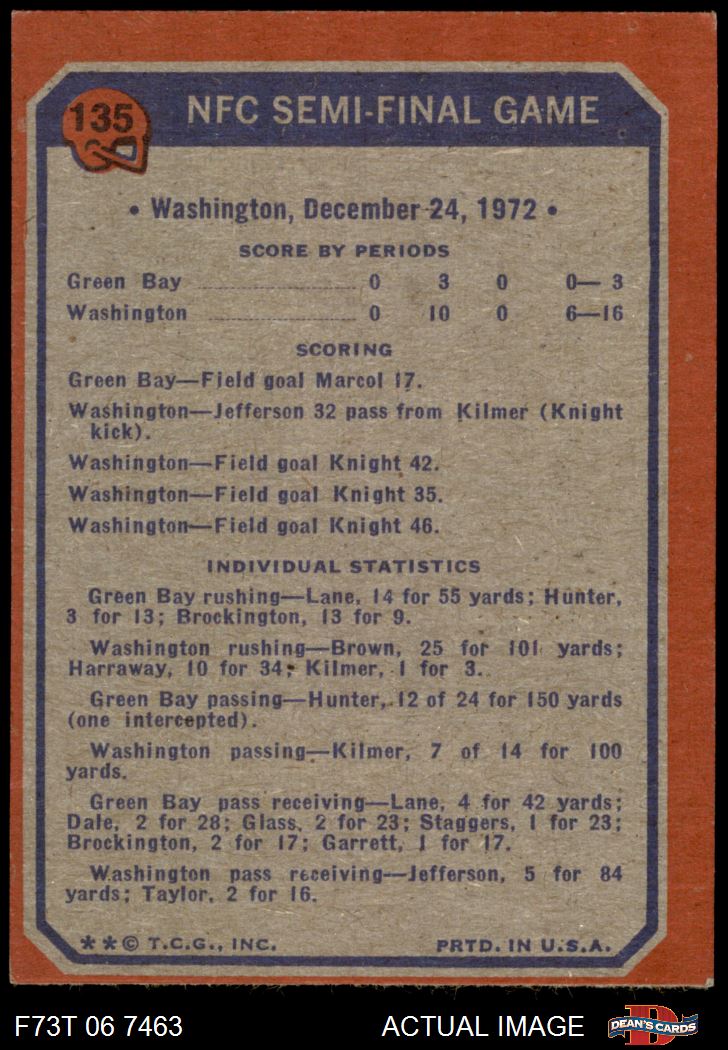 135
NFC SEMI-FINAL GAME
• Washington, December 24, 1972 •
SCORE BY PERIODS
Green Bay ........................ 0 3 0 0— 3
Washington ...................... 0 10 0 6—16
SCORING
Green Bay—Field goal Marcol 17.
Washington—Jefferson 32 pass from Kilmer (Knight
kick).
Washington—Field goal Knight 42.
Washington—Field goal Knight 35.
Washington—Field goal Knight 46.
INDIVIDUAL STATISTICS
Green Bay rushing—Lane, 14 for 55 yards; Hunter,
3 for 13; Brockington, 13 for 9.
Washington rushing—Brown, 25 for 101 yards;
Harraway, 10 for 34; Kilmer, 1 for 3.
Green Bay passing—Hunter, 12 of 24 for 150 yards
(one intercepted).
Washington passing—Kilmer, 7 of 14 for 100
yards.
Green Bay pass receiving—Lane, 4 for 42 yards;
Dale, 2 for 28; Glass, 2 for 23; Staggers, 1 for 23;
Brockington, 2 for 17; Garrett, 1 for 17.
Washington pass receiving—Jefferson, 5 for 84
yards; Taylor, 2 for 16.
**© T.C.G., INC. PRTD. IN U.S.A.
F73T 06 7463 ACTUAL IMAGE D DEAN'S CARDS